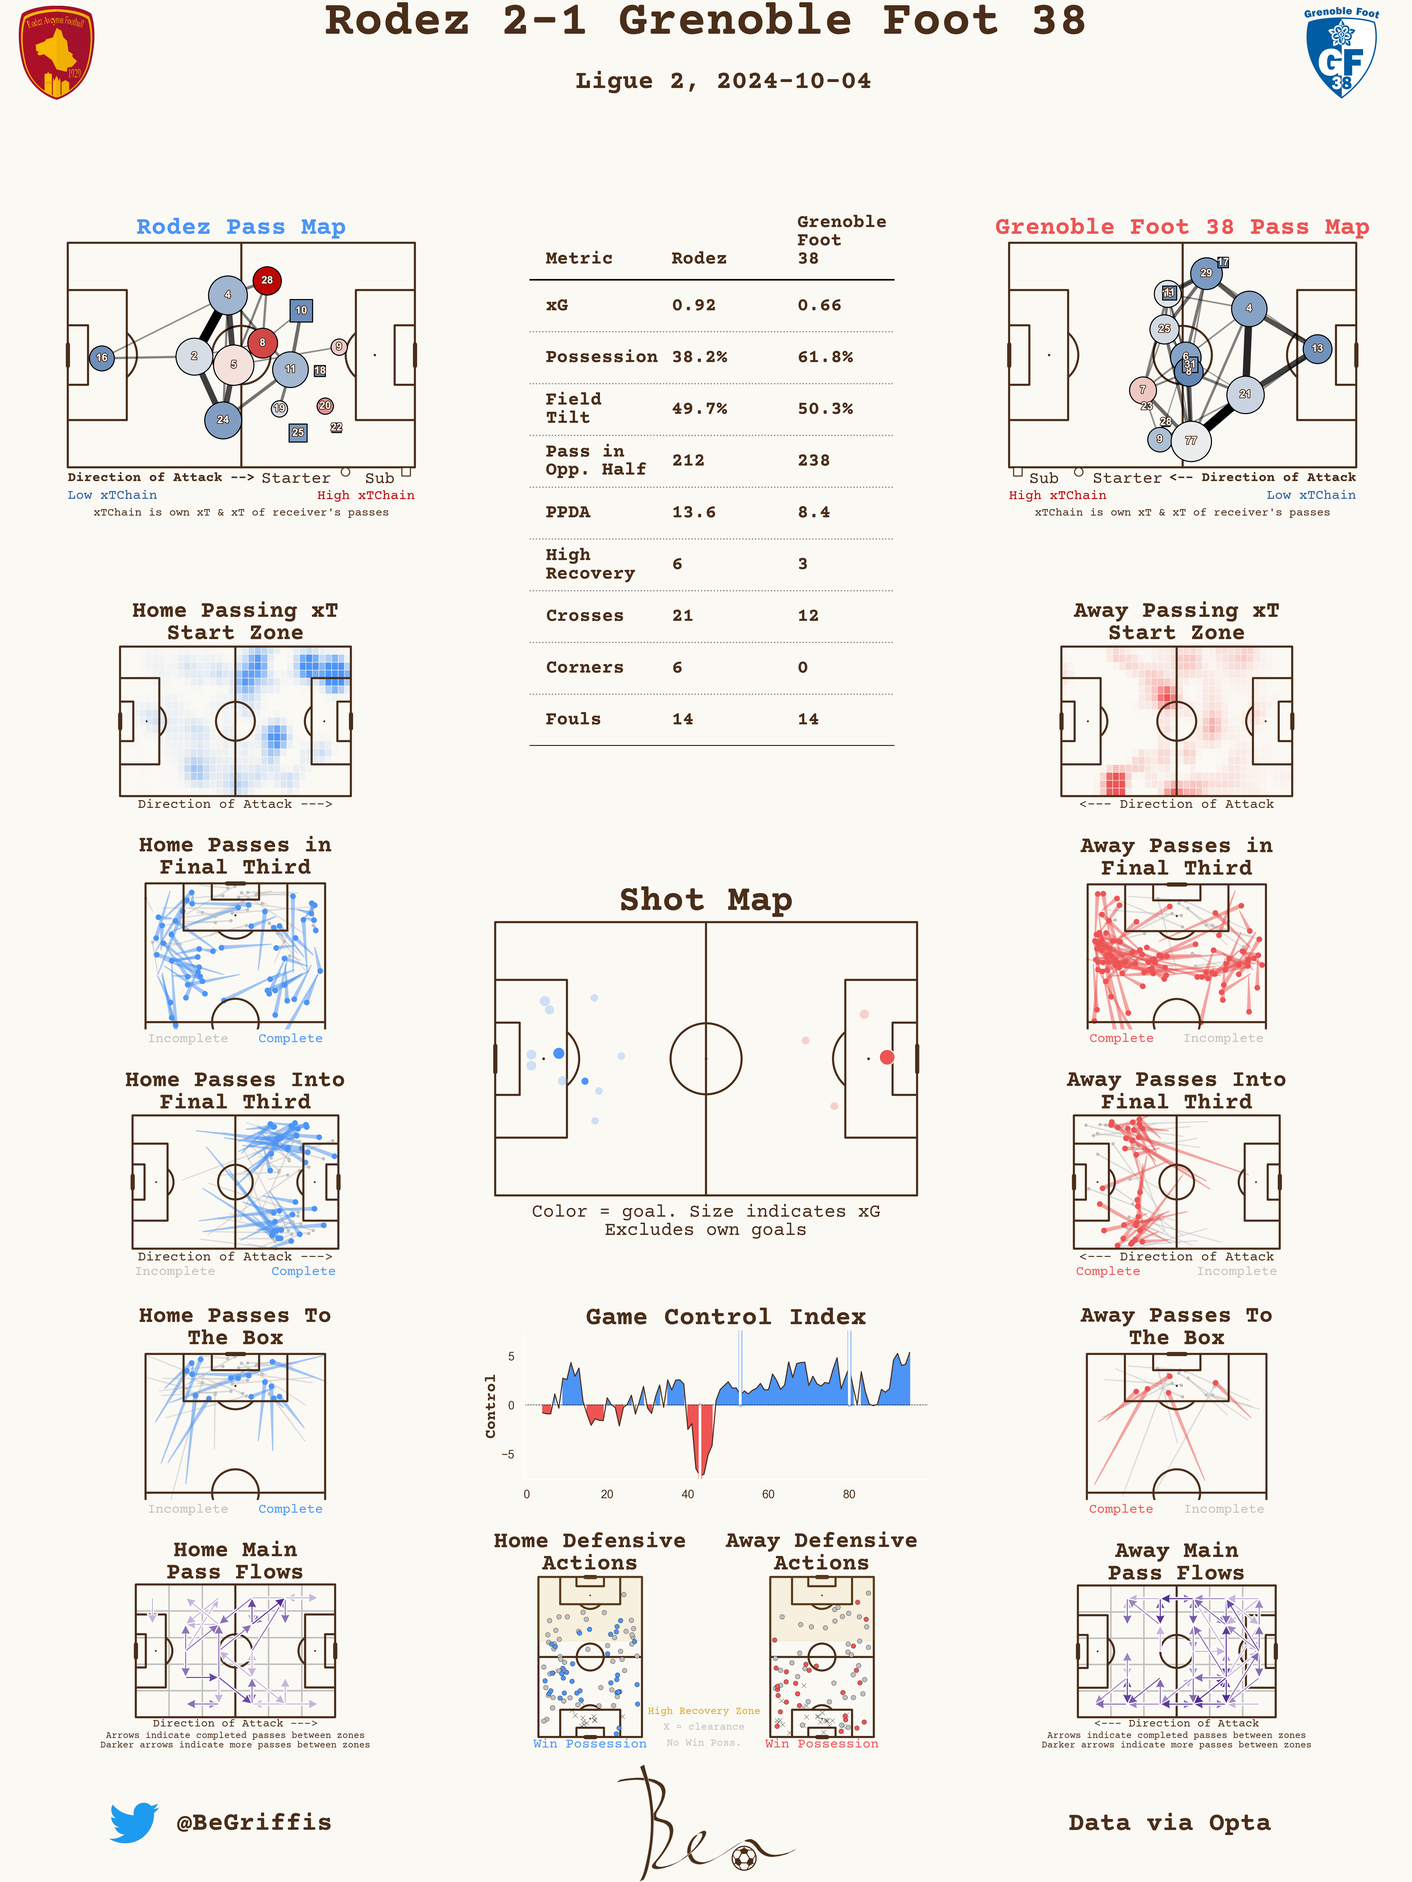 Rodez 2-1 Grenoble Foot 38
Ligue 2, 2024-10-04
Rodez Aveyron Football
1929
Grenoble Foot
GF
38
Rodez Pass Map
28
4
10
8
9
2
16
5
11
18
19
20
24
25
22
Direction of Attack --> Starter Sub
Low xTChain High xTChain
xTChain is own xT & xT of receiver's passes
Metric Rodez Grenoble Foot 38
xG 0.92 0.66
Possession 38.2% 61.8%
Field Tilt 49.7% 50.3%
Pass in Opp. Half 212 238
PPDA 13.6 8.4
High Recovery 6 3
Crosses 21 12
Corners 6 0
Fouls 14 14
Grenoble Foot 38 Pass Map
17
29
11
4
25
13
6
31
8
7
21
23
28
9
77
Sub Starter <-- Direction of Attack
High xTChain Low xTChain
xTChain is own xT & xT of receiver's passes
Home Passing xT
Start Zone
Direction of Attack --->
Away Passing xT
Start Zone
<--- Direction of Attack
Home Passes in
Final Third
Incomplete Complete
Away Passes in
Final Third
Complete Incomplete
Shot Map
Color = goal. Size indicates xG
Excludes own goals
Home Passes Into
Final Third
Direction of Attack --->
Incomplete Complete
Away Passes Into
Final Third
<--- Direction of Attack
Complete Incomplete
Home Passes To
The Box
Incomplete Complete
Game Control Index
Control
5
0
−5
0 20 40 60 80
Away Passes To
The Box
Complete Incomplete
Home Main
Pass Flows
Direction of Attack --->
Arrows indicate completed passes between zones
Darker arrows indicate more passes between zones
Home Defensive
Actions
Win Possession
Away Defensive
Actions
Win Possession
High Recovery Zone
X = clearance
No Win Poss.
Away Main
Pass Flows
<--- Direction of Attack
Arrows indicate completed passes between zones
Darker arrows indicate more passes between zones
@BeGriffis
Ben
Data via Opta